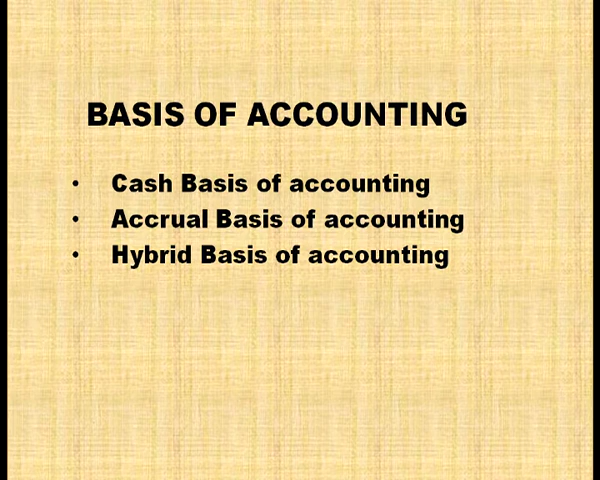 BASIS OF ACCOUNTING
• Cash Basis of accounting
• Accrual Basis of accounting
• Hybrid Basis of accounting